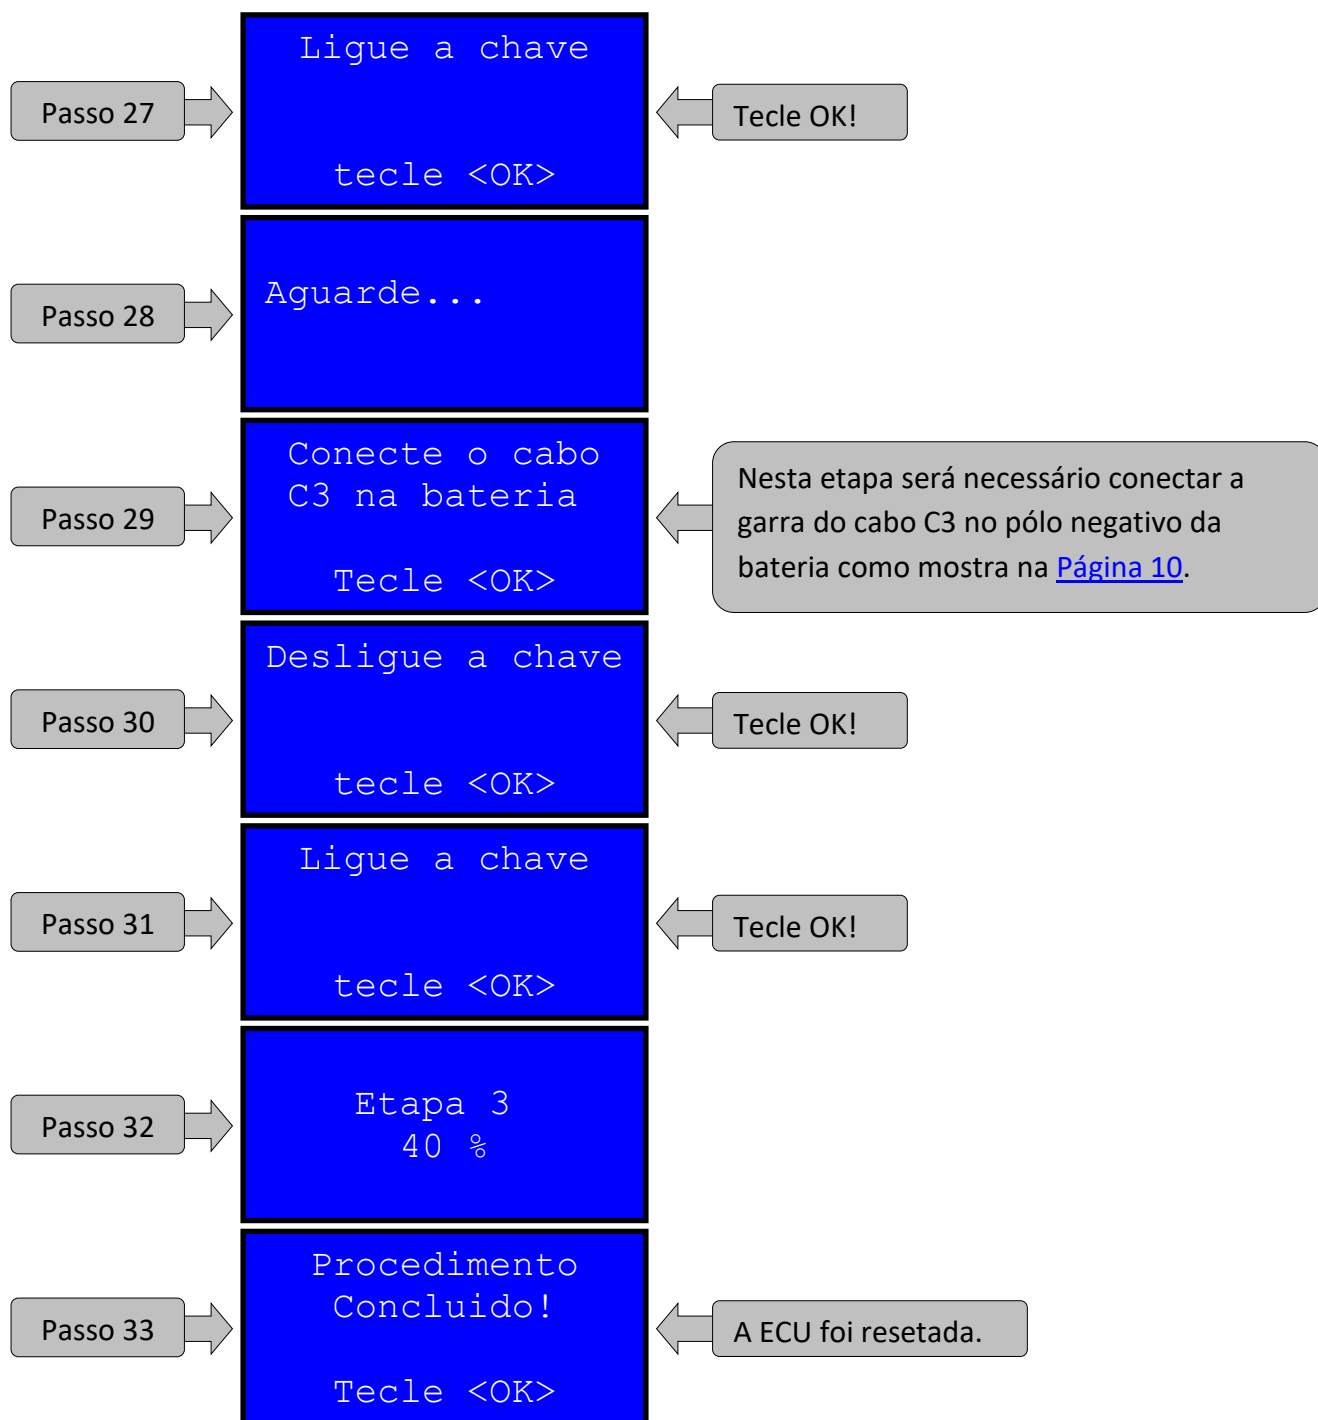 Passo 27
Ligue a chave
tecle <OK>
Tecle OK!
Passo 28
Aguarde...
Passo 29
Conecte o cabo
C3 na bateria
Tecle <OK>
Nesta etapa será necessário conectar a
garra do cabo C3 no pólo negativo da
bateria como mostra na Página 10.
Passo 30
Desligue a chave
tecle <OK>
Tecle OK!
Passo 31
Ligue a chave
tecle <OK>
Tecle OK!
Passo 32
Etapa 3
40 %
Passo 33
Procedimento
Concluido!
Tecle <OK>
A ECU foi resetada.